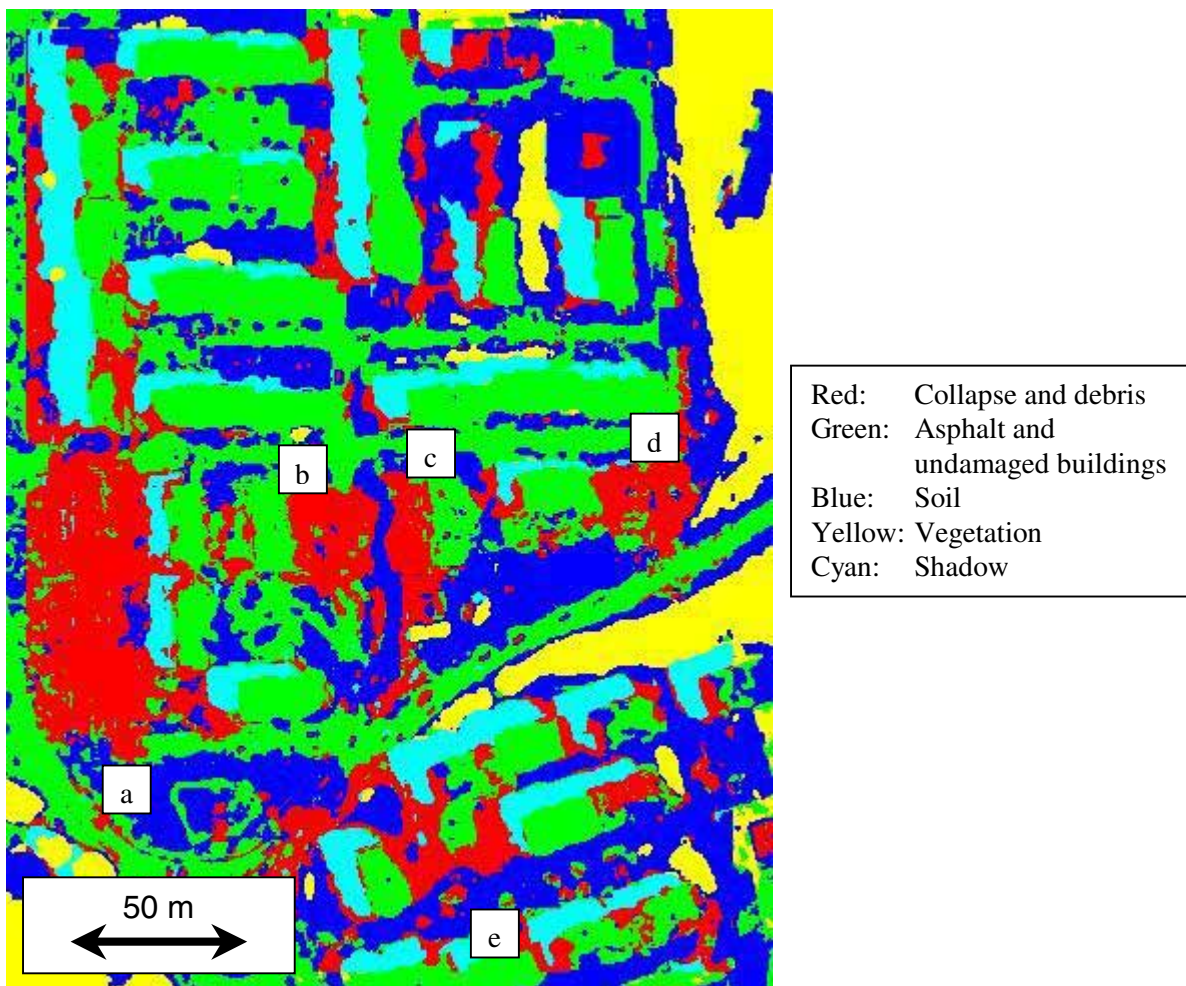 Red: Collapse and debris
Green: Asphalt and
undamaged buildings
Blue: Soil
Yellow: Vegetation
Cyan: Shadow
b
c
d
a
50 m
e